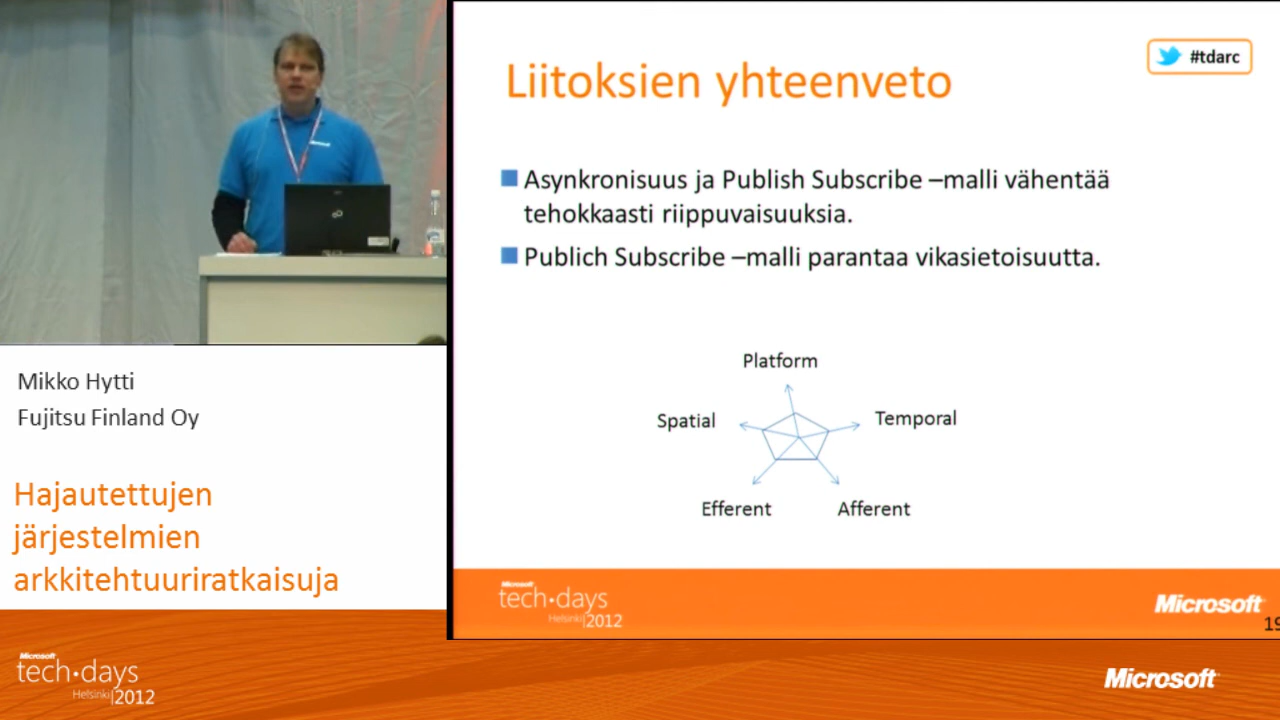 Liitoksien yhteenveto
#tdarc
Asynkronisuus ja Publish Subscribe –malli vähentää
tehokkaasti riippuvaisuuksia.
Publich Subscribe –malli parantaa vikasietoisuutta.
Platform
Spatial
Temporal
Efferent
Afferent
Microsoft
tech·days
Helsinki|2012
Microsoft
19
Microsoft
Mikko Hytti
Fujitsu Finland Oy
Hajautettujen
järjestelmien
arkkitehtuuriratkaisuja
Microsoft
tech·days
Helsinki|2012
Microsoft